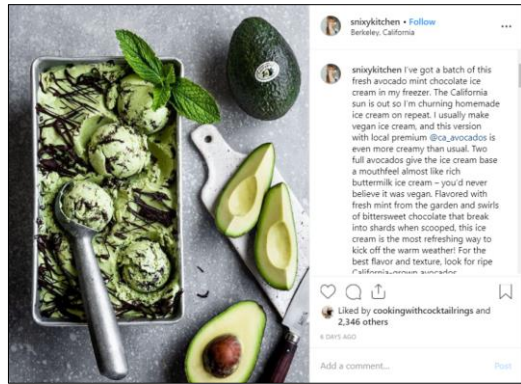 snixykitchen • Follow
Berkeley, California
snixykitchen I've got a batch of this
fresh avocado mint chocolate ice
cream in my freezer. The California
sun is out so I'm churning homemade
ice cream on repeat. I usually make
vegan ice cream, and this version
with local premium @ca_avocados is
even more creamy than usual. Two
full avocados give the ice cream base
a mouthfeel almost like rich
buttermilk ice cream – you'd never
believe it was vegan. Flavored with
fresh mint from the garden and swirls
of bittersweet chocolate that break
into shards when scooped, this ice
cream is the most refreshing way to
kick off the warm weather! For the
best flavor and texture, look for ripe
California-grown avocados
Liked by cookingwithcocktailrings and
2,346 others
6 DAYS AGO
Add a comment...
Post